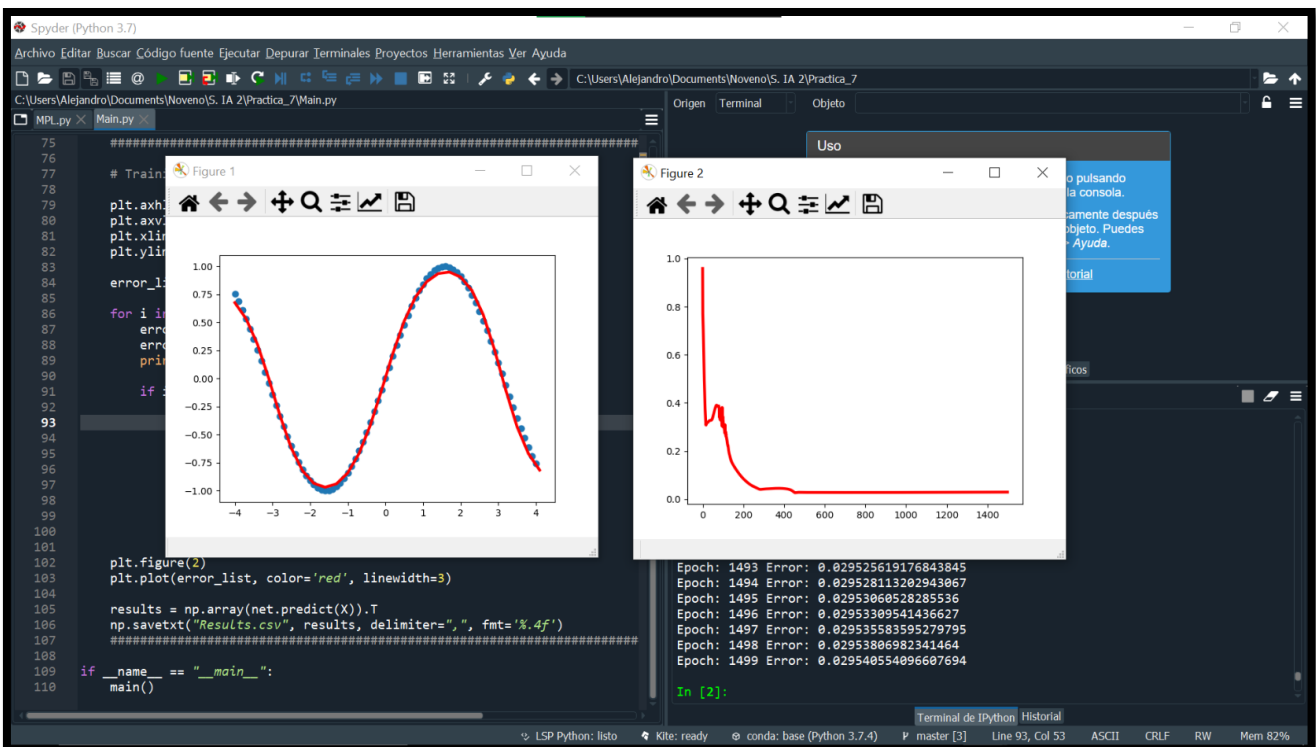 Spyder (Python 3.7)
Archivo Editar Buscar Código fuente Ejecutar Depurar Terminales Proyectos Herramientas Ver Ayuda
C:\Users\Alejandro\Documents\Noveno\S. IA 2\Practica_7
C:\Users\Alejandro\Documents\Noveno\S. IA 2\Practica_7\Main.py
MPL.py Main.py
75 ########################################################################
76
77 # Train
78
79 plt.axhl
80 plt.axvl
81 plt.xlim
82 plt.ylim
83
84 error_li
85
86 for i in
87 erro
88 erro
89 prin
90
91 if i
92
93
94
95
96
97
98
99
100
101
102 plt.figure(2)
103 plt.plot(error_list, color='red', linewidth=3)
104
105 results = np.array(net.predict(X)).T
106 np.savetxt("Results.csv", results, delimiter=",", fmt='%.4f')
107 ########################################################################
108
109 if __name__ == "__main__":
110 main()
Figure 1
1.00
0.75
0.50
0.25
0.00
−0.25
−0.50
−0.75
−1.00
−4 −3 −2 −1 0 1 2 3 4
Figure 2
1.0
0.8
0.6
0.4
0.2
0.0
0 200 400 600 800 1000 1200 1400
Origen Terminal Objeto
Uso
o pulsando
la consola.
camente después
objeto. Puedes
Ayuda.
torial
ficos
Epoch: 1493 Error: 0.029525619176843845
Epoch: 1494 Error: 0.029528113202943067
Epoch: 1495 Error: 0.02953060528285536
Epoch: 1496 Error: 0.02953309541436627
Epoch: 1497 Error: 0.029535583595279795
Epoch: 1498 Error: 0.02953806982341464
Epoch: 1499 Error: 0.029540554096607694
In [2]:
Terminal de IPython Historial
LSP Python: listo Kite: ready conda: base (Python 3.7.4) master [3] Line 93, Col 53 ASCII CRLF RW Mem 82%